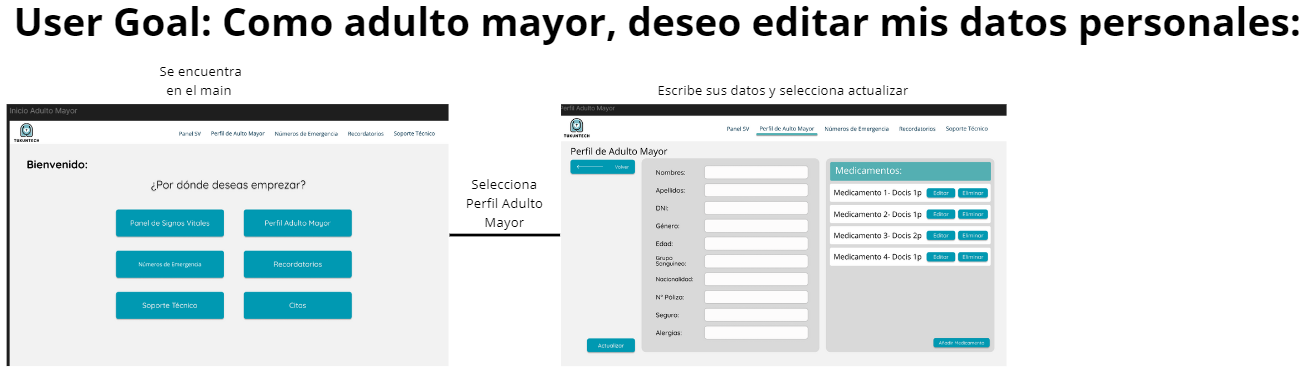 User Goal: Como adulto mayor, deseo editar mis datos personales:
Se encuentra
en el main
Inicio Adulto Mayor
TUKUNTECH
Panel SV Perfil de Aulto Mayor Números de Emergencia Recordatorios Soporte Técnico
Bienvenido:
¿Por dónde deseas emprezar?
Panel de Signos Vitales
Perfil Adulto Mayor
Números de Emergencia
Recordatorios
Soporte Técnico
Citas
Selecciona
Perfil Adulto
Mayor
Escribe sus datos y selecciona actualizar
Perfil Adulto Mayor
TUKUNTECH
Panel SV Perfil de Aulto Mayor Números de Emergencia Recordatorios Soporte Técnico
Perfil de Adulto Mayor
Volver
Nombres:
Apellidos:
DNI:
Género:
Edad:
Grupo
Sanguineo:
Nacionalidad:
N° Póliza:
Seguro:
Alergias:
Actualizar
Medicamentos:
Medicamento 1- Docis 1p Editar Eliminar
Medicamento 2- Docis 1p Editar Eliminar
Medicamento 3- Docis 2p Editar Eliminar
Medicamento 4- Docis 1p Editar Eliminar
Añadir Medicamento